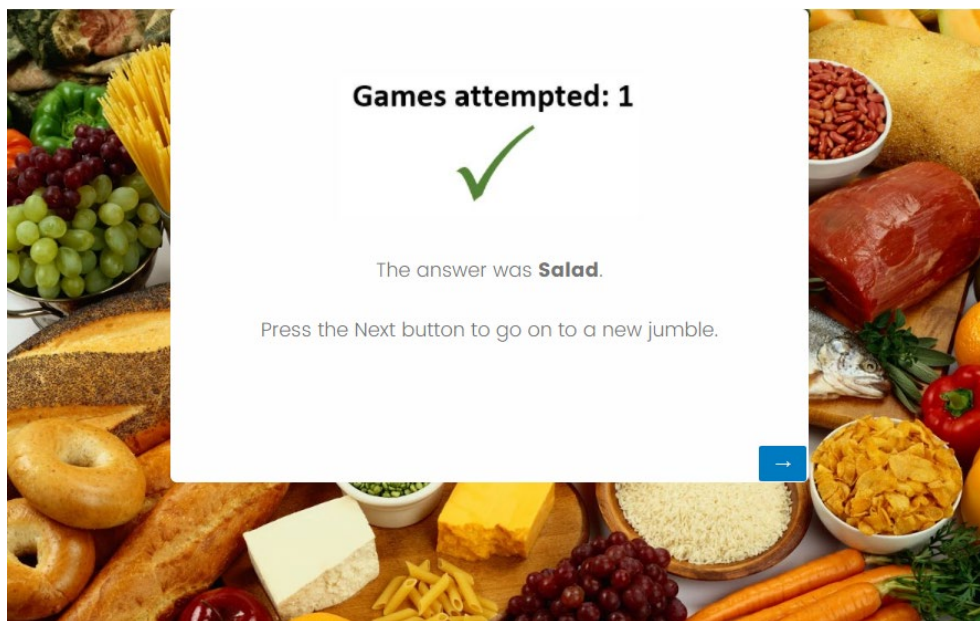 Games attempted: 1
The answer was Salad.
Press the Next button to go on to a new jumble.
→